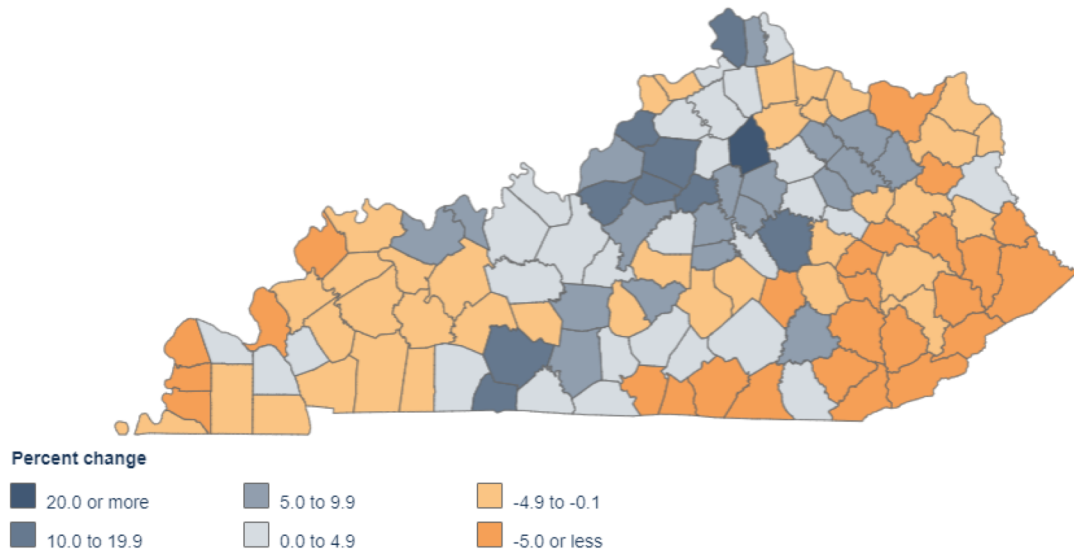 Percent change
20.0 or more
5.0 to 9.9
-4.9 to -0.1
10.0 to 19.9
0.0 to 4.9
-5.0 or less